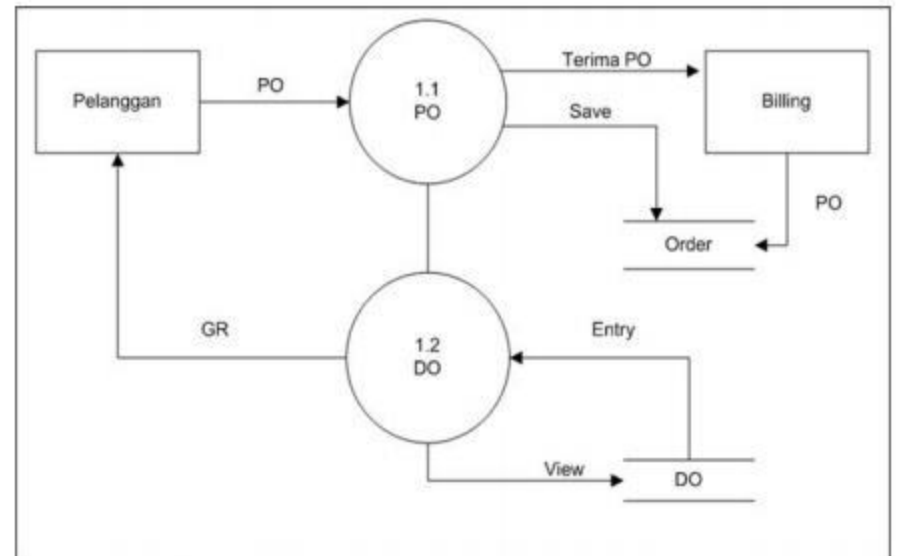 Pelanggan
PO
1.1
PO
Terima PO
Save
Billing
PO
Order
GR
1.2
DO
Entry
View
DO